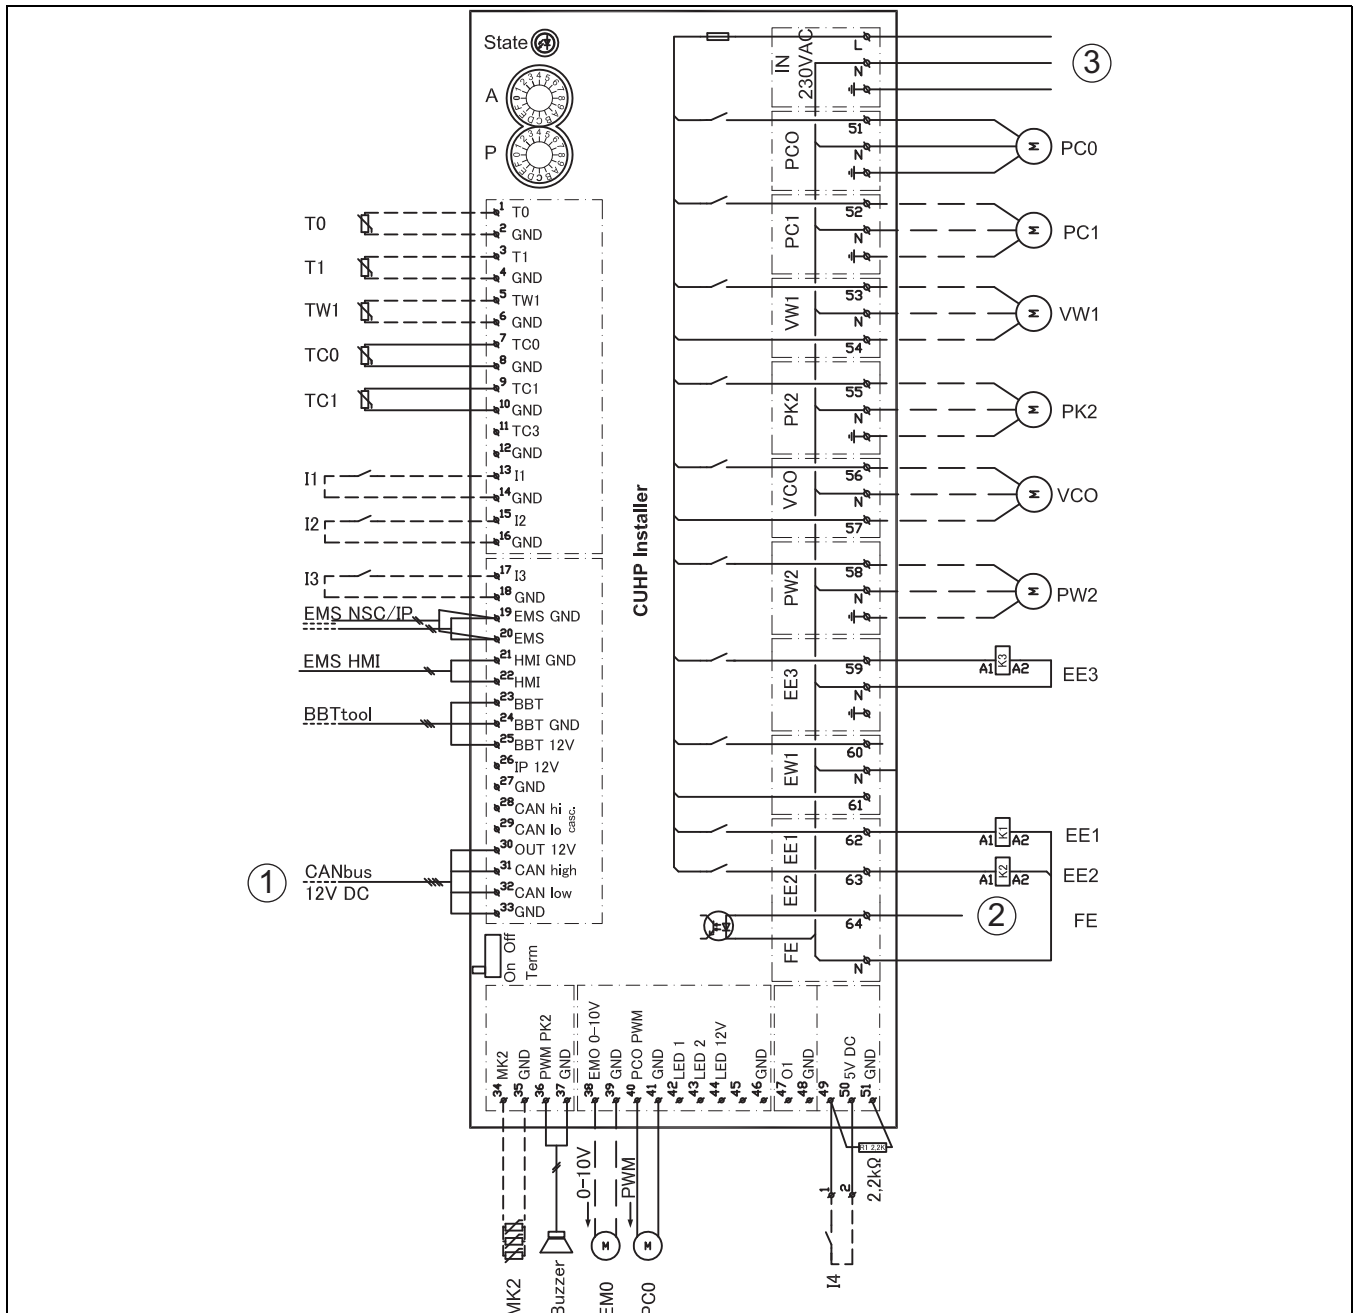 State
A
P
T0
T1
TW1
TC0
TC1
I1
I2
I3
EMS NSC/IP
EMS HMI
BBTtool
1
CANbus
12V DC
1 T0
2 GND
3 T1
4 GND
5 TW1
6 GND
7 TC0
8 GND
9 TC1
10 GND
11 TC3
12 GND
13 I1
14 GND
15 I2
16 GND
17 I3
18 GND
19 EMS GND
20 EMS
21 HMI GND
22 HMI
23 BBT
24 BBT GND
25 BBT 12V
26 IP 12V
27 GND
28 CAN hi
29 CAN lo
casc.
30 OUT 12V
31 CAN high
32 CAN low
33 GND
On Off
Term
CUHP Installer
IN
230VAC
L
N
3
PCO
51
N
M
PC0
PC1
52
N
M
PC1
VW1
53
N
54
M
VW1
PK2
55
N
M
PK2
VCO
56
N
57
M
VCO
PW2
58
N
M
PW2
EE3
59
N
A1 K3 A2
EE3
EW1
60
N
61
EE2 EE1
62
A1 K1 A2
EE1
63
A1 K2 A2
EE2
FE
64
2
FE
N
34 MK2
35 GND
36 PWM PK2
37 GND
38 EMO 0-10V
39 GND
40 PCO PWM
41 GND
42 LED 1
43 LED 2
44 LED 12V
45
46 GND
47 O1
48 GND
49
50 5V DC
51 GND
R1 2.2K
2,2kΩ
1
2
0-10V
PWM
M
M
MK2
Buzzer
EM0
PC0
I4